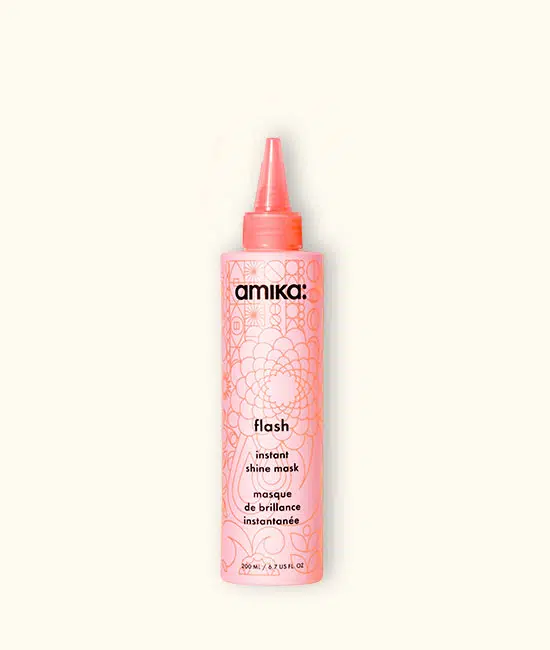 amika:
flash
instant
shine mask
masque
de brillance
instantanée
200 ML / 6.7 US FL. OZ